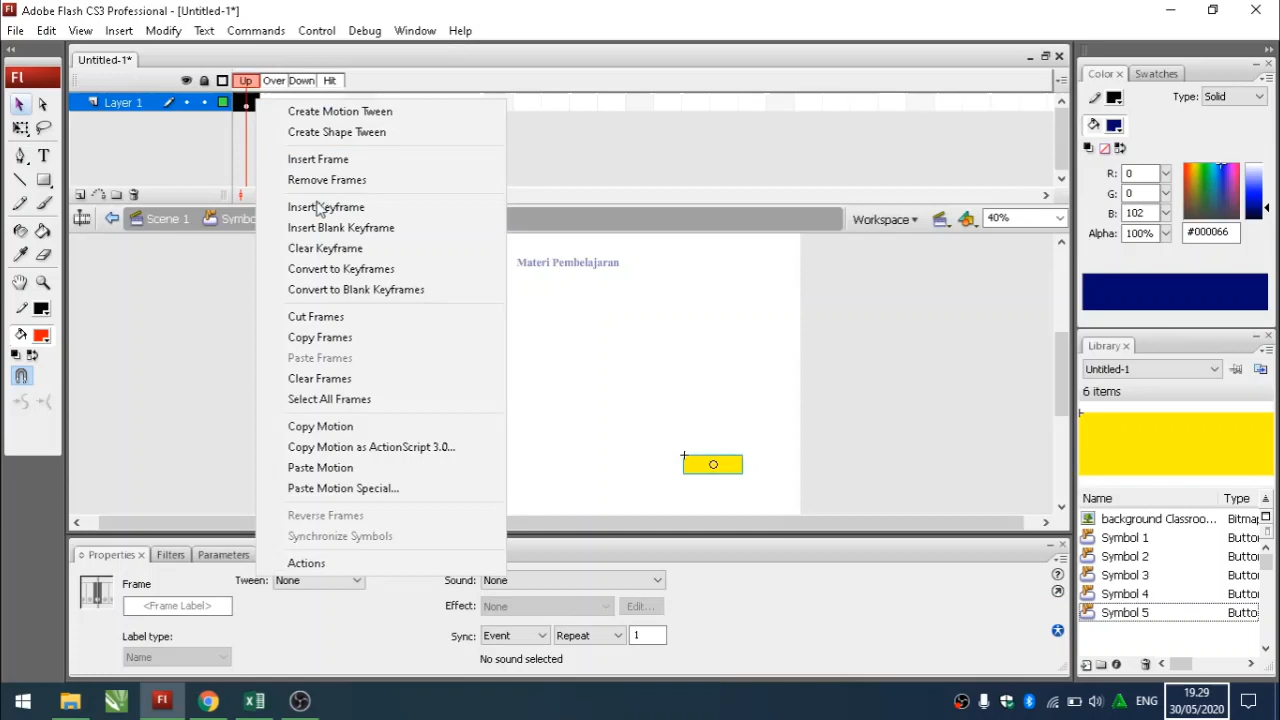 Adobe Flash CS3 Professional - [Untitled-1*]
File Edit View Insert Modify Text Commands Control Debug Window Help
Untitled-1*
Fl
Up Over Down Hit
Layer 1
Create Motion Tween
Create Shape Tween
Insert Frame
Remove Frames
Insert Keyframe
Insert Blank Keyframe
Clear Keyframe
Convert to Keyframes
Convert to Blank Keyframes
Cut Frames
Copy Frames
Paste Frames
Clear Frames
Select All Frames
Copy Motion
Copy Motion as ActionScript 3.0...
Paste Motion
Paste Motion Special...
Reverse Frames
Synchronize Symbols
Actions
Scene 1
Workspace
40%
Materi Pembelajaran
Properties Filters Parameters
Frame
<Frame Label>
Label type:
Name
Tween: None
Sound: None
Effect: None Edit...
Sync: Event Repeat 1
No sound selected
Color Swatches
Type: Solid
R: 0
G: 0
B: 102
Alpha: 100% #000066
Library
Untitled-1
6 items
Name Type
background Classroo... Bitmap
Symbol 1
Symbol 2
Symbol 3
Symbol 4
Symbol 5
Fl
ENG
19.29
30/05/2020